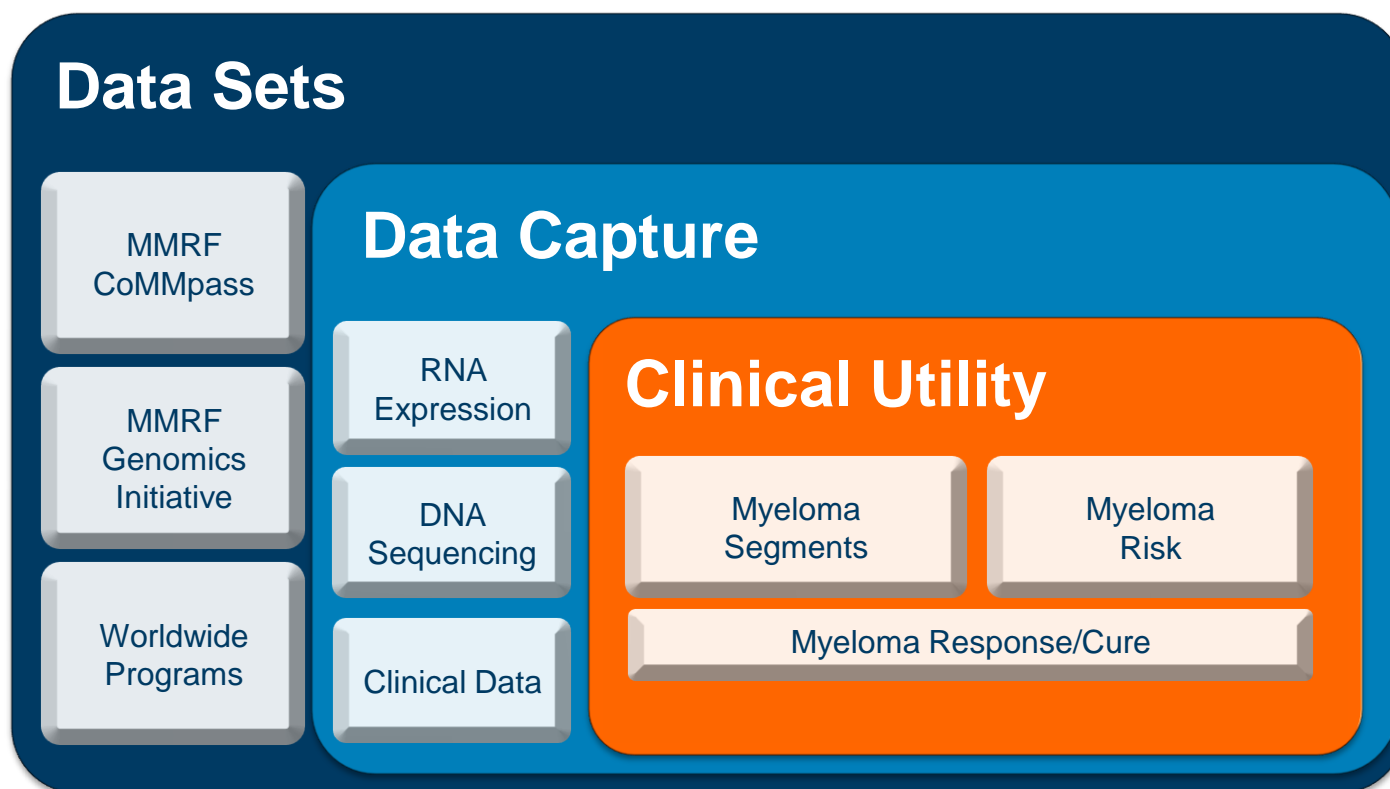 Data Sets
MMRF
CoMMpass
MMRF
Genomics
Initiative
Worldwide
Programs
Data Capture
RNA
Expression
DNA
Sequencing
Clinical Data
Clinical Utility
Myeloma
Segments
Myeloma
Risk
Myeloma Response/Cure